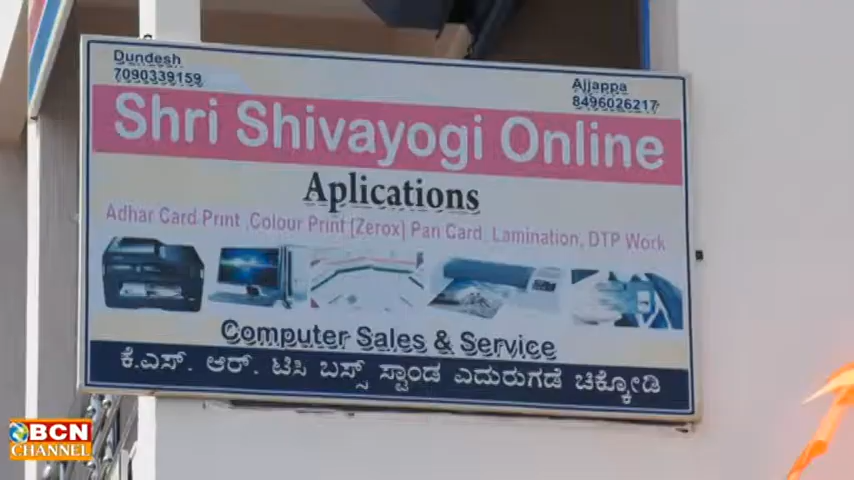 Dundesh
7090339159
Ajjappa
8496026217
Shri Shivayogi Online
Aplications
Adhar Card Print ,Colour Print [Zerox] Pan Card, Lamination, DTP Work
Computer Sales & Service
ಕೆ.ಎಸ್. ಆರ್. ಟಿಸಿ ಬಸ್ಸ್ ಸ್ಟಾಂಡ ಎದುರುಗಡೆ ಚಿಕ್ಕೋಡಿ
BCN
CHANNEL